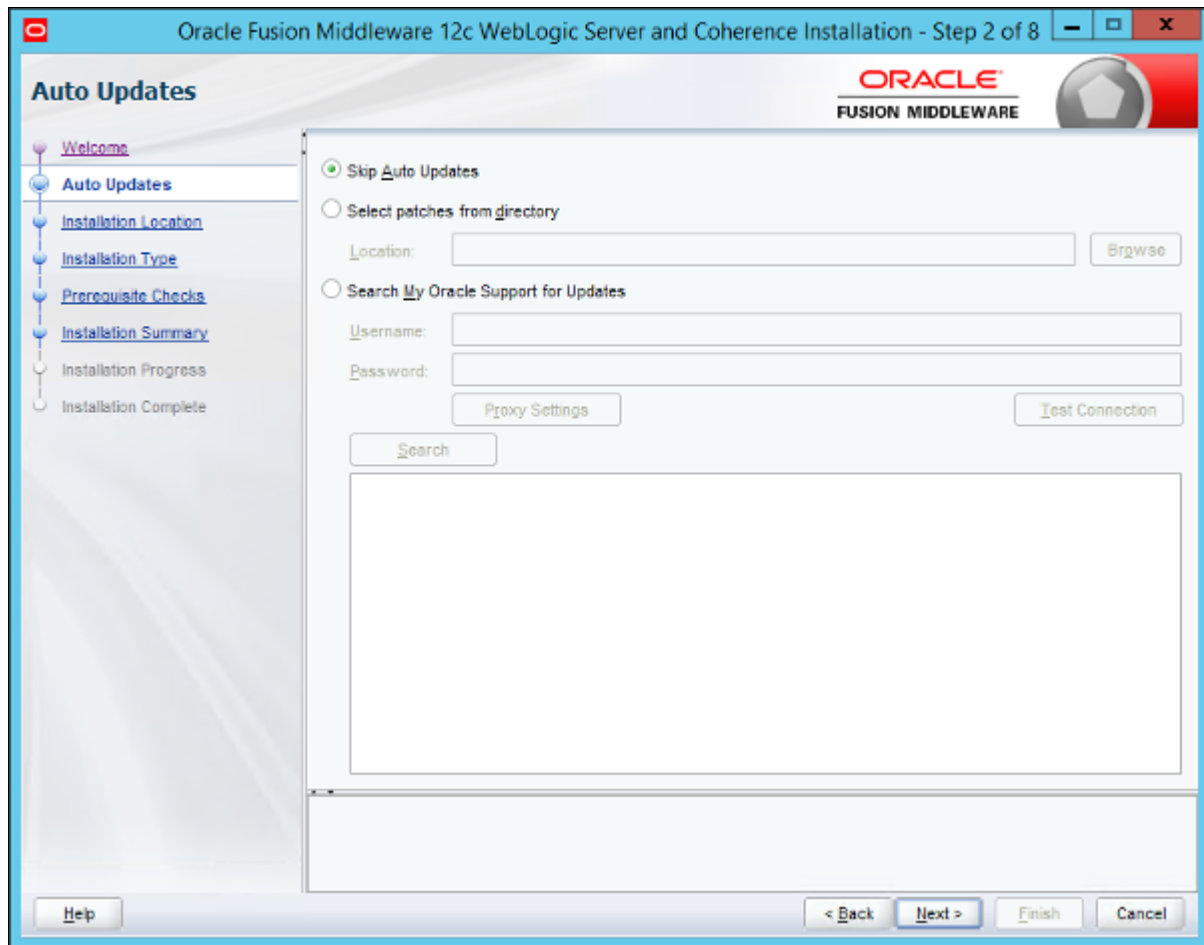 Oracle Fusion Middleware 12c WebLogic Server and Coherence Installation - Step 2 of 8
Auto Updates
ORACLE
FUSION MIDDLEWARE
Welcome
Auto Updates
Installation Location
Installation Type
Prerequisite Checks
Installation Summary
Installation Progress
Installation Complete
Skip Auto Updates
Select patches from directory
Location:
Browse
Search My Oracle Support for Updates
Username:
Password:
Proxy Settings
Test Connection
Search
Help
< Back
Next >
Finish
Cancel